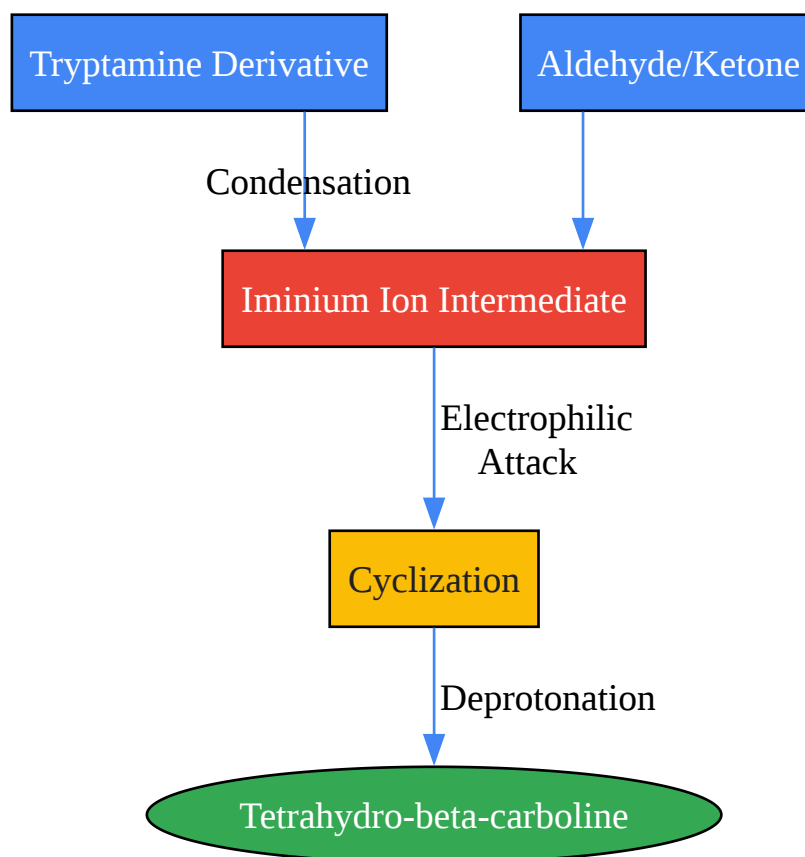 Tryptamine Derivative
Aldehyde/Ketone
Condensation
Iminium Ion Intermediate
Electrophilic
Attack
Cyclization
Deprotonation
Tetrahydro-beta-carboline